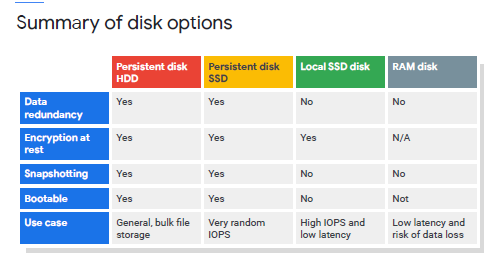 Summary of disk options
Persistent disk HDD
Persistent disk SSD
Local SSD disk
RAM disk
Data redundancy
Yes
Yes
No
No
Encryption at rest
Yes
Yes
Yes
N/A
Snapshotting
Yes
Yes
No
No
Bootable
Yes
Yes
No
Not
Use case
General, bulk file storage
Very random IOPS
High IOPS and low latency
Low latency and risk of data loss